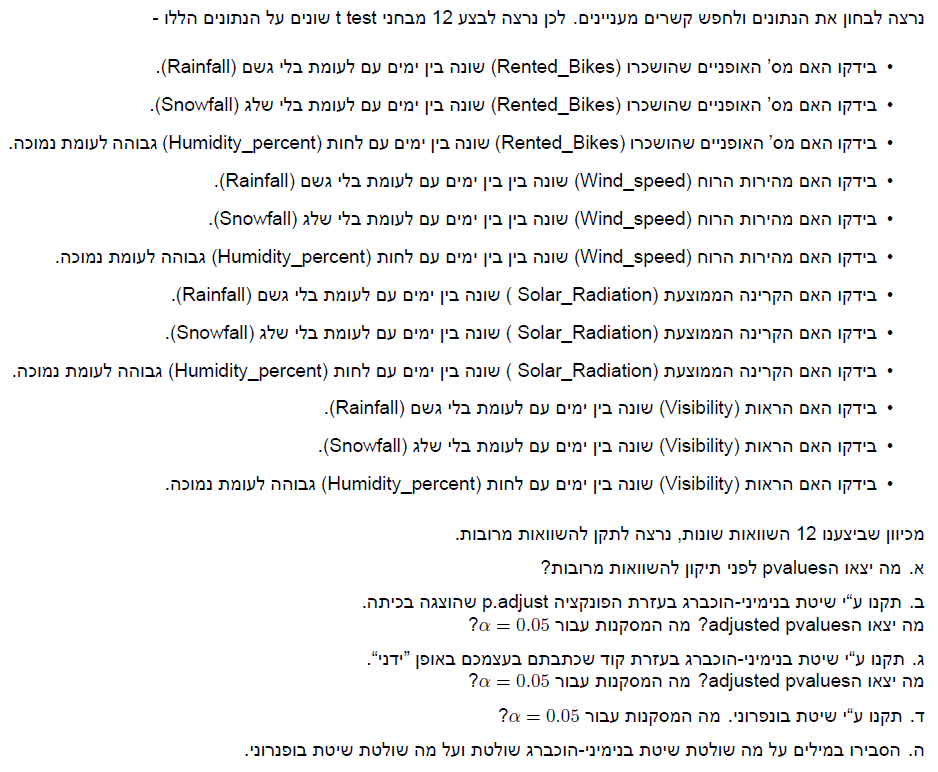 נרצה לבחון את הנתונים ולחפש קשרים מעניינים. לכן נרצה לבצע 12 מבחני t test שונים על הנתונים הללו -
• בידקו האם מס' האופניים שהושכרו (Rented_Bikes) שונה בין ימים עם לעומת בלי גשם (Rainfall).
• בידקו האם מס' האופניים שהושכרו (Rented_Bikes) שונה בין ימים עם לעומת בלי שלג (Snowfall).
• בידקו האם מס' האופניים שהושכרו (Rented_Bikes) שונה בין ימים עם לחות (Humidity_percent) גבוהה לעומת נמוכה.
• בידקו האם מהירות הרוח (Wind_speed) שונה בין בין ימים עם לעומת בלי גשם (Rainfall).
• בידקו האם מהירות הרוח (Wind_speed) שונה בין בין ימים עם לעומת בלי שלג (Snowfall).
• בידקו האם מהירות הרוח (Wind_speed) שונה בין בין ימים עם לחות (Humidity_percent) גבוהה לעומת נמוכה.
• בידקו האם הקרינה הממוצעת (Solar_Radiation ) שונה בין ימים עם לעומת בלי גשם (Rainfall).
• בידקו האם הקרינה הממוצעת (Solar_Radiation ) שונה בין ימים עם לעומת בלי שלג (Snowfall).
• בידקו האם הקרינה הממוצעת (Solar_Radiation ) שונה בין ימים עם לחות (Humidity_percent) גבוהה לעומת נמוכה.
• בידקו האם הראות (Visibility) שונה בין ימים עם לעומת בלי גשם (Rainfall).
• בידקו האם הראות (Visibility) שונה בין ימים עם לעומת בלי שלג (Snowfall).
• בידקו האם הראות (Visibility) שונה בין ימים עם לחות (Humidity_percent) גבוהה לעומת נמוכה.
מכיוון שביצענו 12 השוואות שונות, נרצה לתקן להשוואות מרובות.
א. מה יצאו הpvalues לפני תיקון להשוואות מרובות?
ב. תקנו ע"י שיטת בנימיני-הוכברג בעזרת הפונקציה p.adjust שהוצגה בכיתה.
מה יצאו הadjusted pvalues? מה המסקנות עבור α = 0.05?
ג. תקנו ע"י שיטת בנימיני-הוכברג בעזרת קוד שכתבתם בעצמכם באופן "ידני".
מה יצאו הadjusted pvalues? מה המסקנות עבור α = 0.05?
ד. תקנו ע"י שיטת בונפרוני. מה המסקנות עבור α = 0.05?
ה. הסבירו במילים על מה שולטת שיטת בנימיני-הוכברג שולטת ועל מה שולטת שיטת בופנרוני.